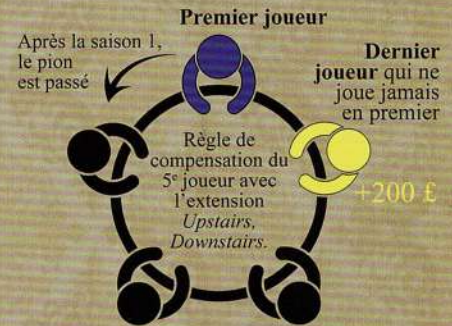 Premier joueur
Après la saison 1,
le pion
est passé
Dernier
joueur qui ne
joue jamais
en premier
Règle de
compensation du
5e joueur avec
l'extension
Upstairs,
Downstairs.
+200 £